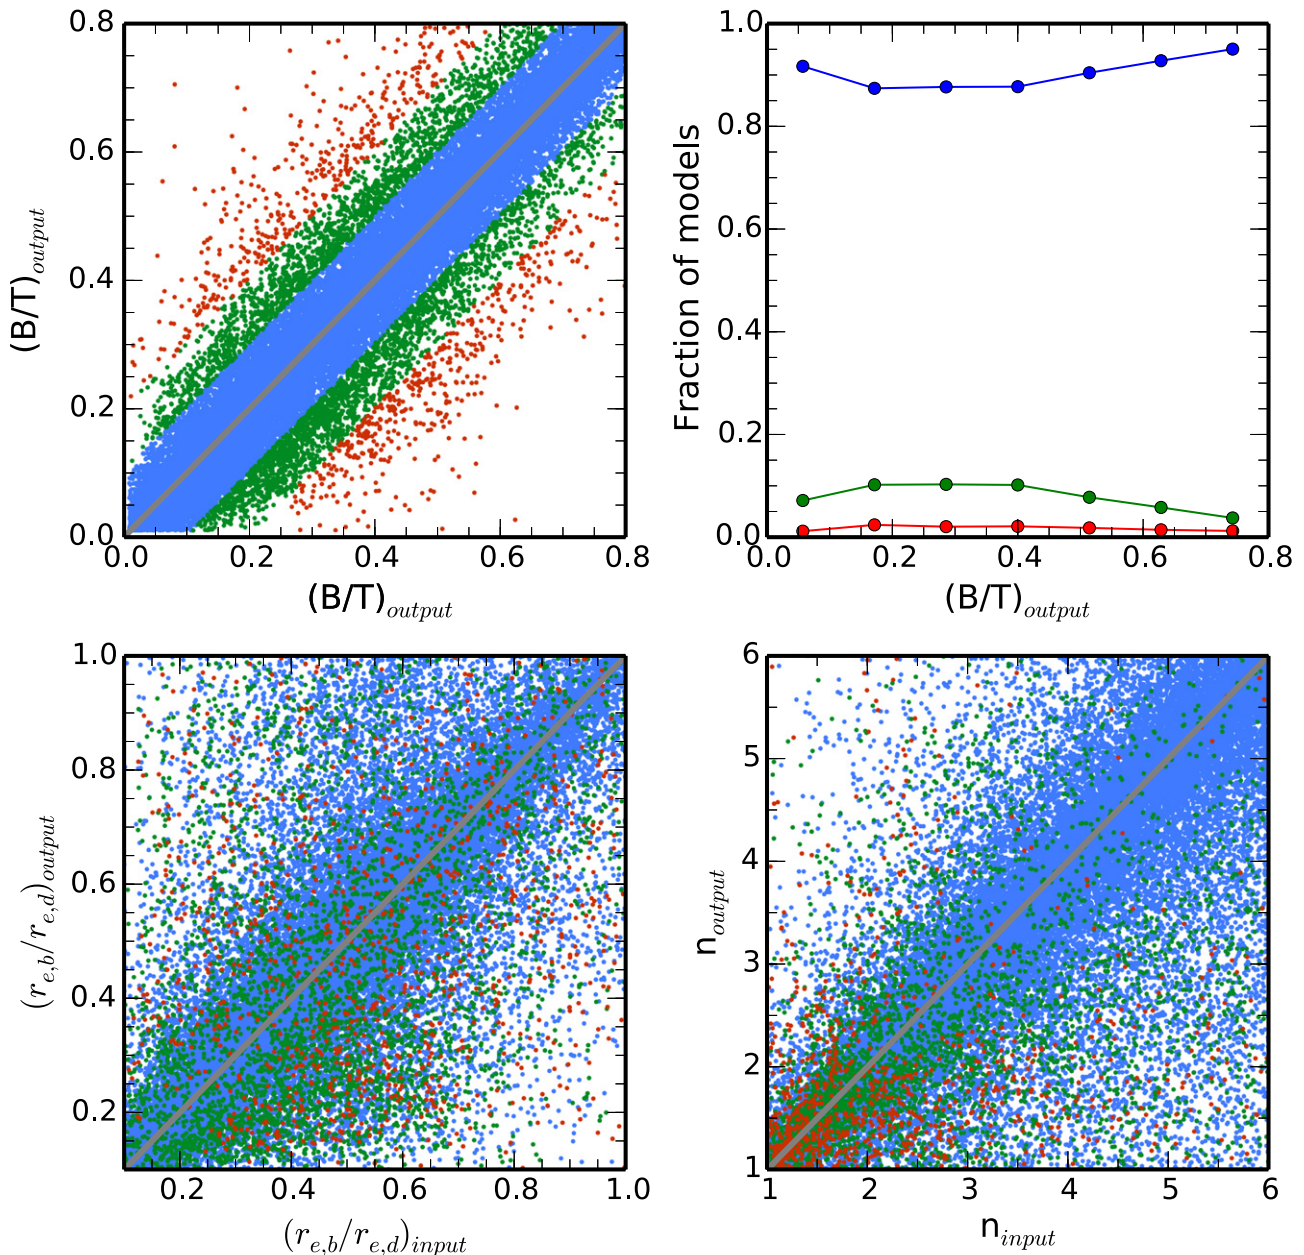 0.8
0.6
0.4
0.2
0.0
(B/T)output
0.0 0.2 0.4 0.6 0.8
(B/T)output
1.0
0.8
0.6
0.4
0.2
0.0
Fraction of models
0.0 0.2 0.4 0.6 0.8
(B/T)output
1.0
0.8
0.6
0.4
0.2
(re,b/re,d)output
0.2 0.4 0.6 0.8 1.0
(re,b/re,d)input
6
5
4
3
2
1
noutput
1 2 3 4 5 6
ninput